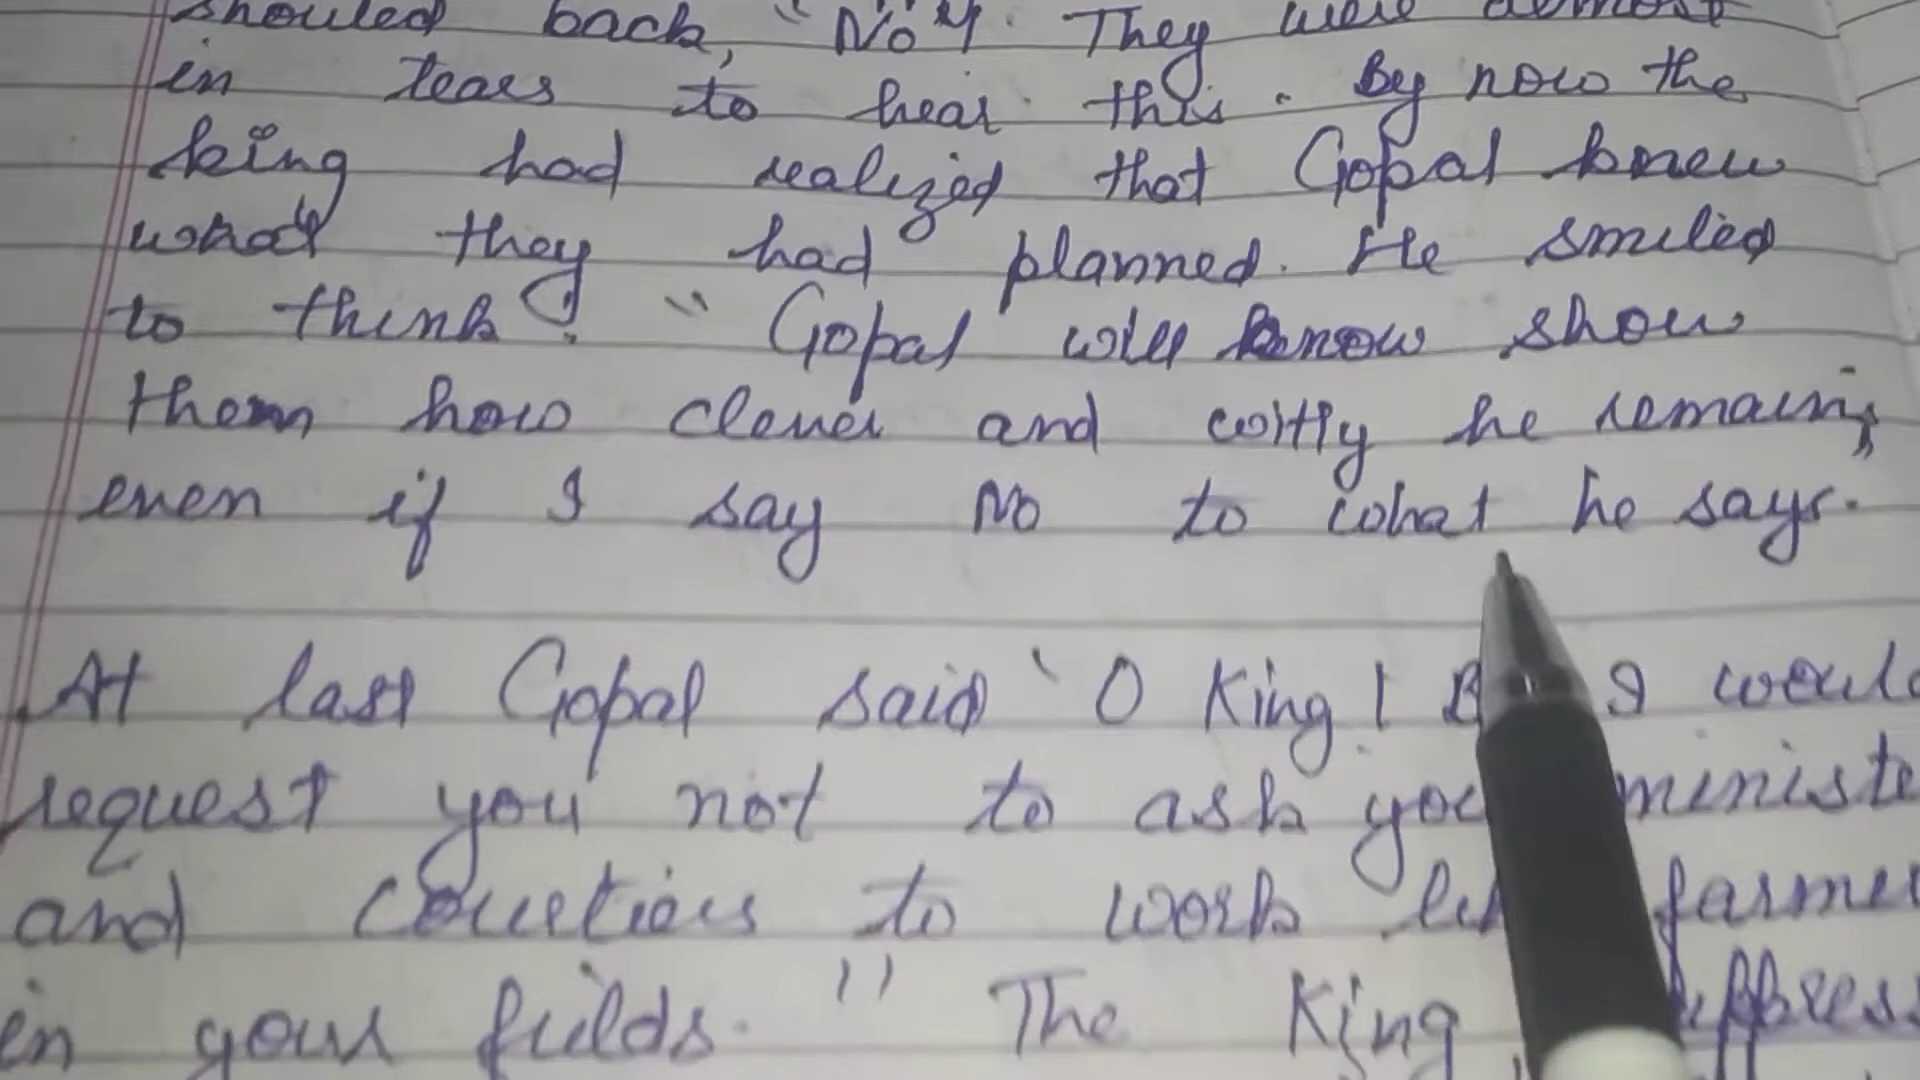 shouted back, "No". They were almost
in tears to hear this. By now the
king had realized that Gopal knew
what they had planned. He smiled
to think, " Gopal will know show
them how clever and witty he remains
even if I say No to what he says.
At last Gopal said ' O King ! I would
request you not to ask
and to work farmer
in your fields." The King